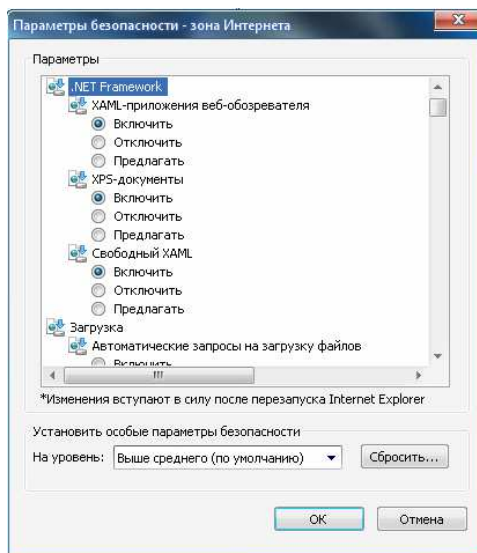 Параметры безопасности - зона Интернета
Параметры
.NET Framework
XAML-приложения веб-обозревателя
Включить
Отключить
Предлагать
XPS-документы
Включить
Отключить
Предлагать
Свободный XAML
Включить
Отключить
Предлагать
Загрузка
Автоматические запросы на загрузку файлов
Включить
*Изменения вступают в силу после перезапуска Internet Explorer
Установить особые параметры безопасности
На уровень: Выше среднего (по умолчанию) Сбросить...
ОК Отмена